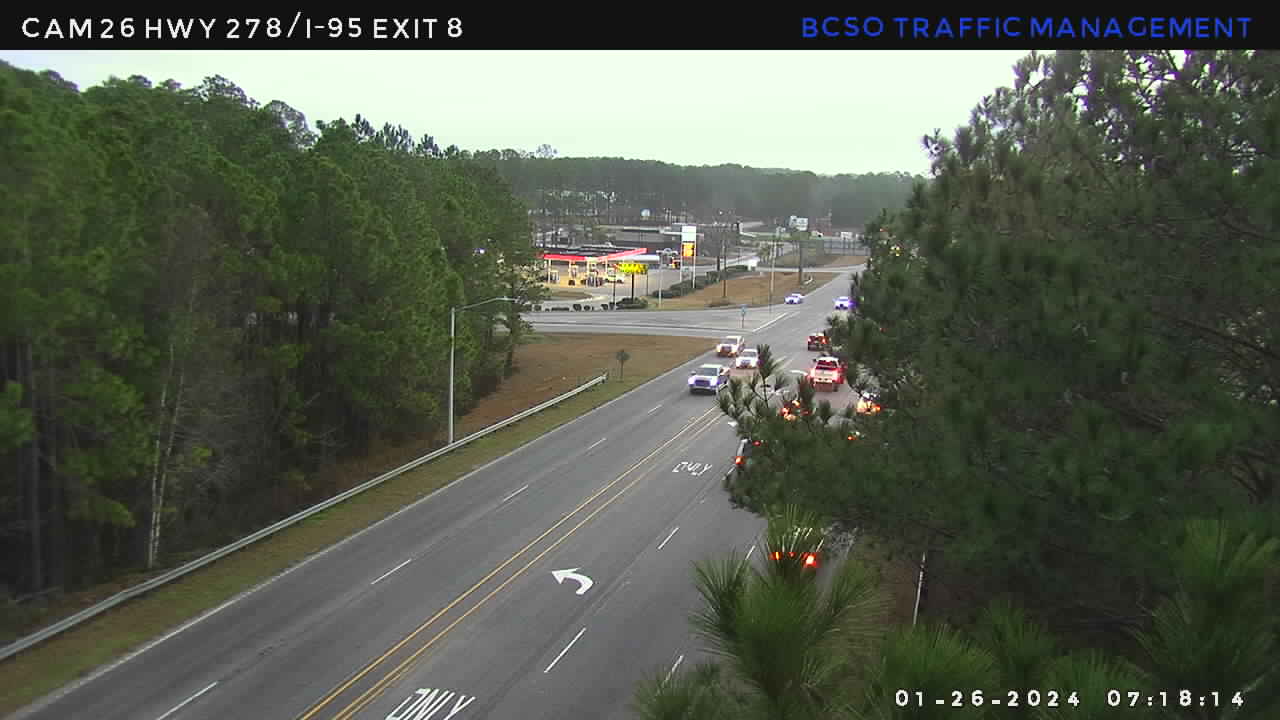 CAM 26 HWY 278/I-95 EXIT 8
BCSO TRAFFIC MANAGEMENT
ONLY
ONLY
01-26-2024 07:18:14